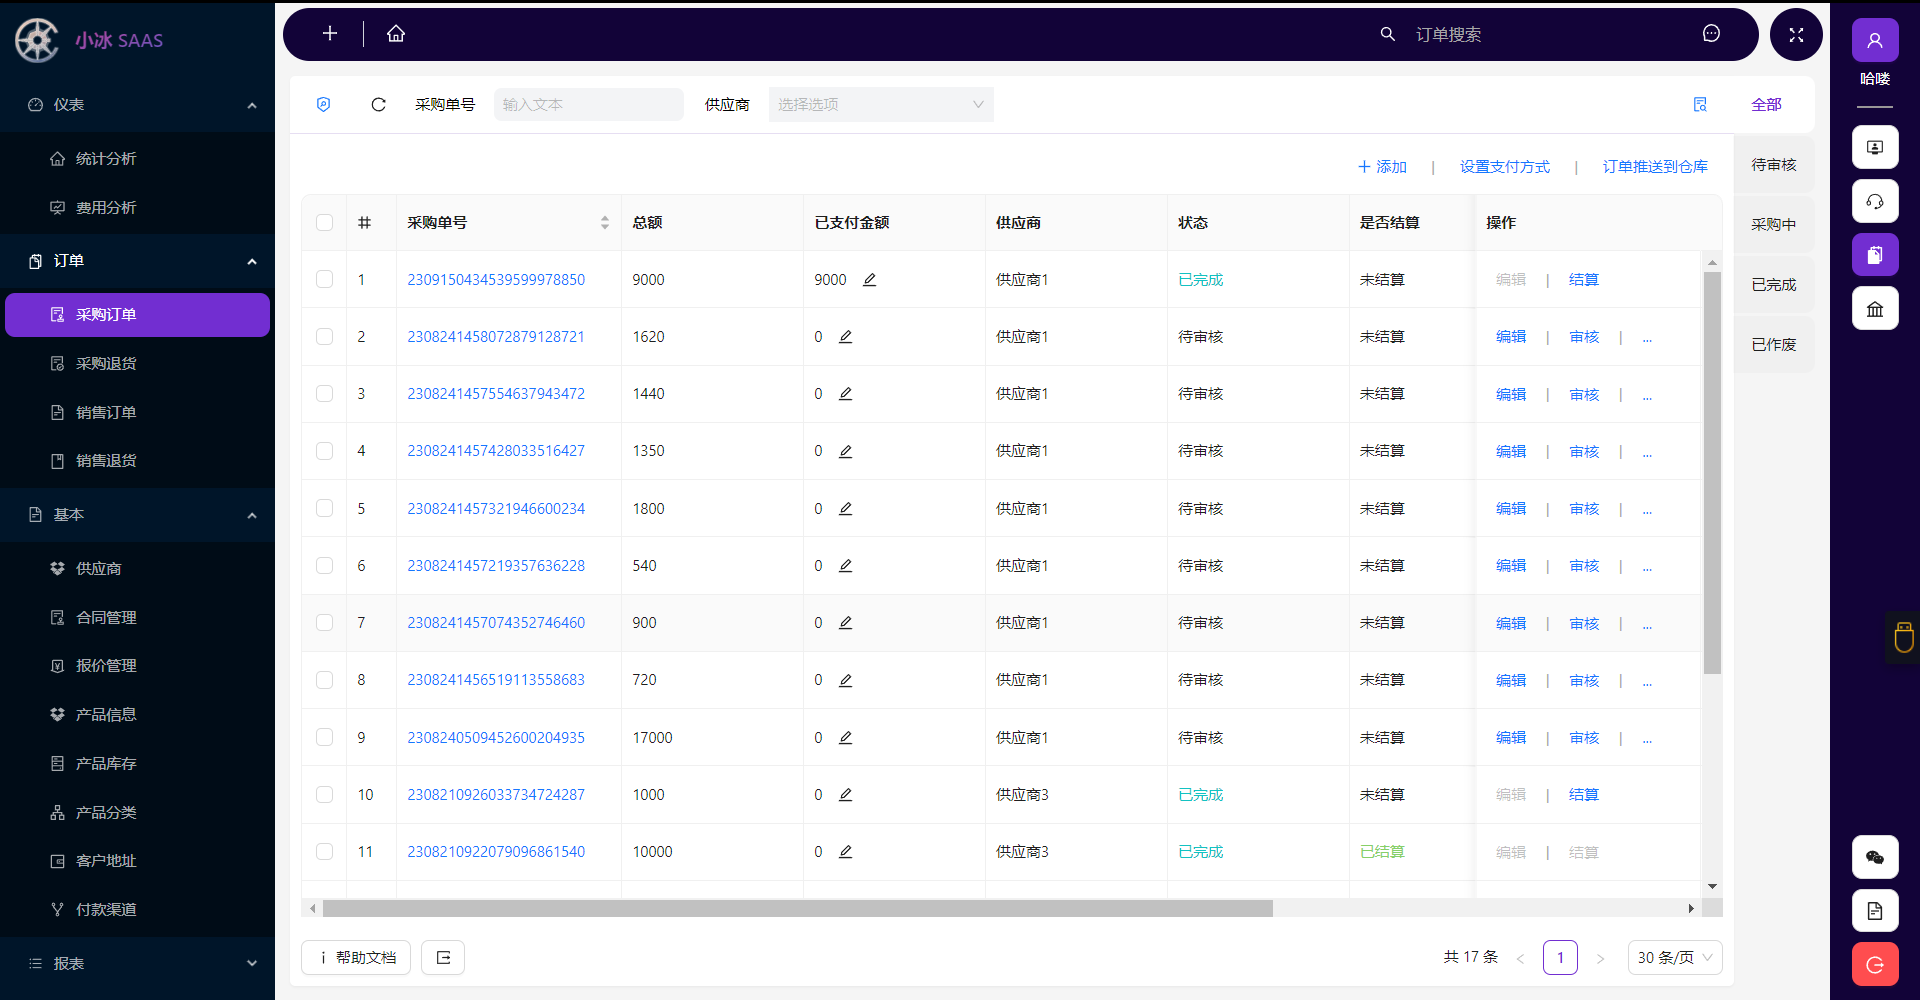 小冰 SAAS
仪表
统计分析
费用分析
订单
采购订单
采购退货
销售订单
销售退货
基本
供应商
合同管理
报价管理
产品信息
产品库存
产品分类
客户地址
付款渠道
报表
订单搜索
哈喽
采购单号 输入文本 供应商 选择选项 全部
待审核
采购中
已完成
已作废
添加 | 设置支付方式 | 订单推送到仓库
# 采购单号 总额 已支付金额 供应商 状态 是否结算 操作
1 2309150434539599978850 9000 9000 供应商1 已完成 未结算 编辑 | 结算
2 2308241458072879128721 1620 0 供应商1 待审核 未结算 编辑 | 审核 | ...
3 2308241457554637943472 1440 0 供应商1 待审核 未结算 编辑 | 审核 | ...
4 2308241457428033516427 1350 0 供应商1 待审核 未结算 编辑 | 审核 | ...
5 2308241457321946600234 1800 0 供应商1 待审核 未结算 编辑 | 审核 | ...
6 2308241457219357636228 540 0 供应商1 待审核 未结算 编辑 | 审核 | ...
7 2308241457074352746460 900 0 供应商1 待审核 未结算 编辑 | 审核 | ...
8 2308241456519113558683 720 0 供应商1 待审核 未结算 编辑 | 审核 | ...
9 2308240509452600204935 17000 0 供应商1 待审核 未结算 编辑 | 审核 | ...
10 2308210926033734724287 1000 0 供应商3 已完成 未结算 编辑 | 结算
11 2308210922079096861540 10000 0 供应商3 已完成 已结算 编辑 | 结算
帮助文档
共 17 条 < 1 > 30 条/页